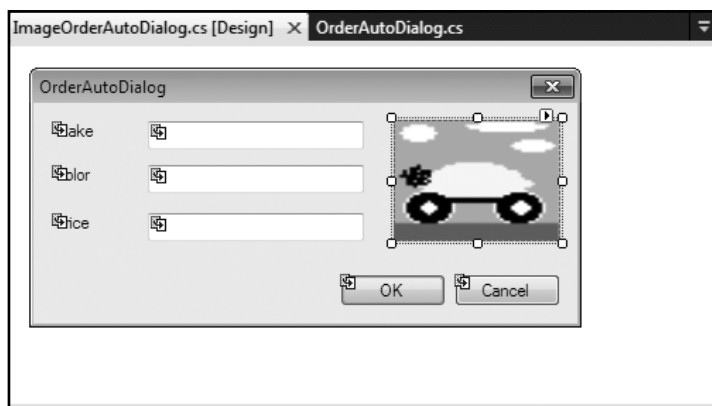 ImageOrderAutoDialog.cs [Design] X OrderAutoDialog.cs
OrderAutoDialog
ake
olor
ice
OK
Cancel